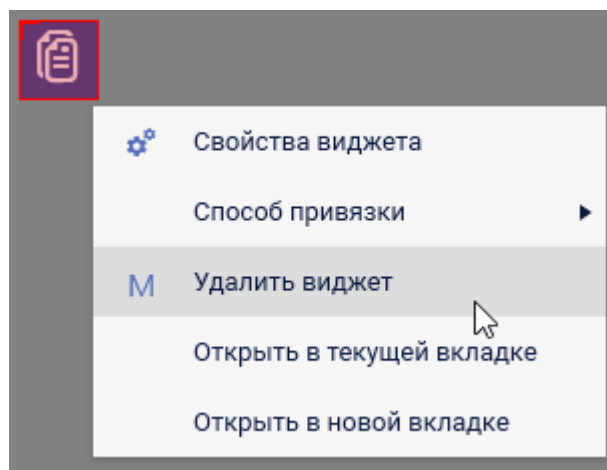 Свойства виджета
Способ привязки
M Удалить виджет
Открыть в текущей вкладке
Открыть в новой вкладке